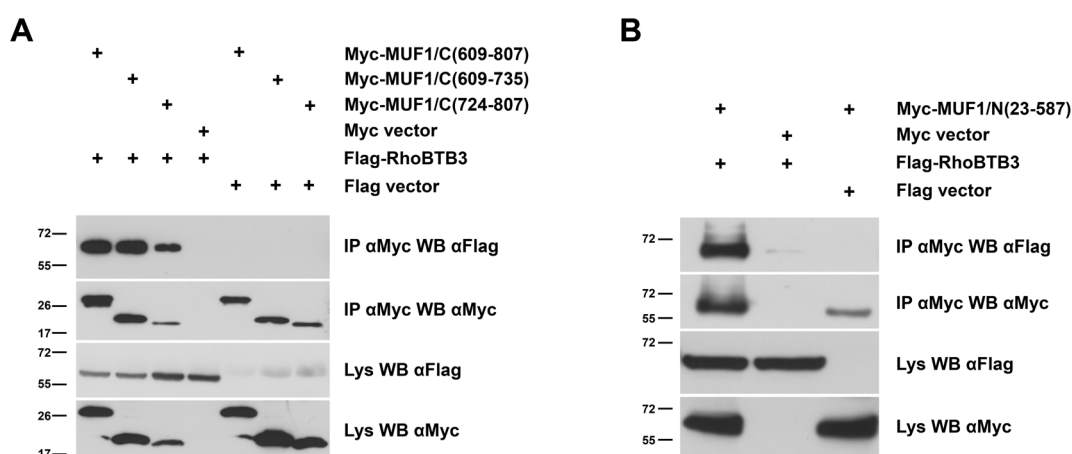 A
+ + Myc-MUF1/C(609-807)
+ + Myc-MUF1/C(609-735)
+ + Myc-MUF1/C(724-807)
+ Myc vector
+ + + + Flag-RhoBTB3
+ + + Flag vector
72
55
IP αMyc WB αFlag
26
17
IP αMyc WB αMyc
72
55
Lys WB αFlag
26
17
Lys WB αMyc
B
+ + Myc-MUF1/N(23-587)
+ Myc vector
+ + Flag-RhoBTB3
+ Flag vector
72
IP αMyc WB αFlag
72
55
IP αMyc WB αMyc
72
Lys WB αFlag
72
55
Lys WB αMyc